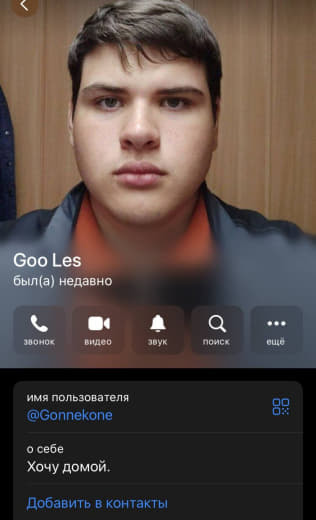 Goo Les
был(а) недавно
звонок видео звук поиск ещё
имя пользователя
@Gonnekone
о себе
Хочу домой.
Добавить в контакты